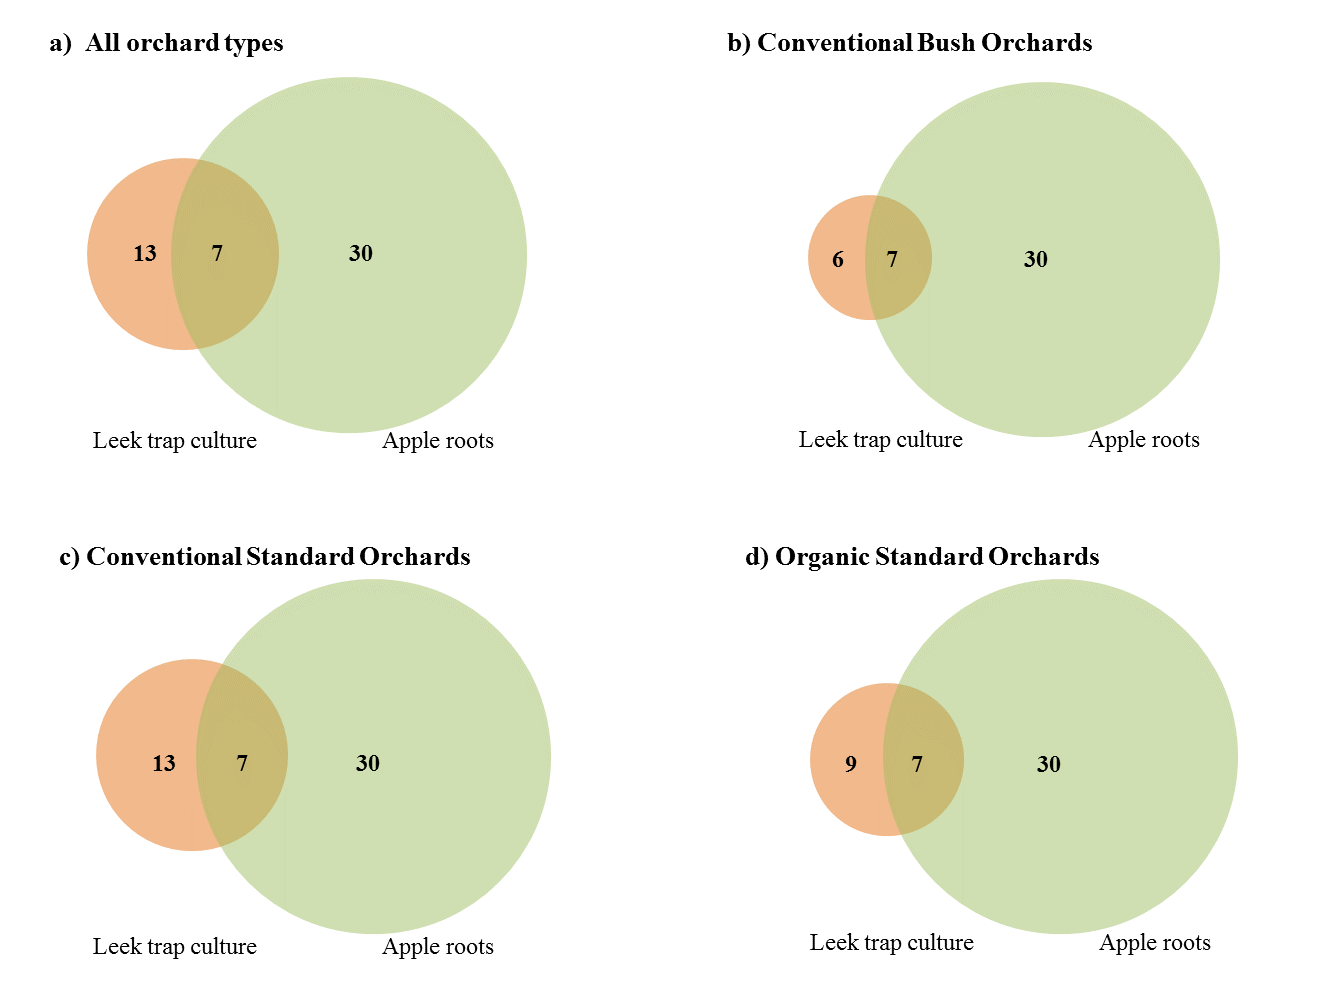 a) All orchard types
13 7 30
Leek trap culture Apple roots
b) Conventional Bush Orchards
6 7 30
Leek trap culture Apple roots
c) Conventional Standard Orchards
13 7 30
Leek trap culture Apple roots
d) Organic Standard Orchards
9 7 30
Leek trap culture Apple roots